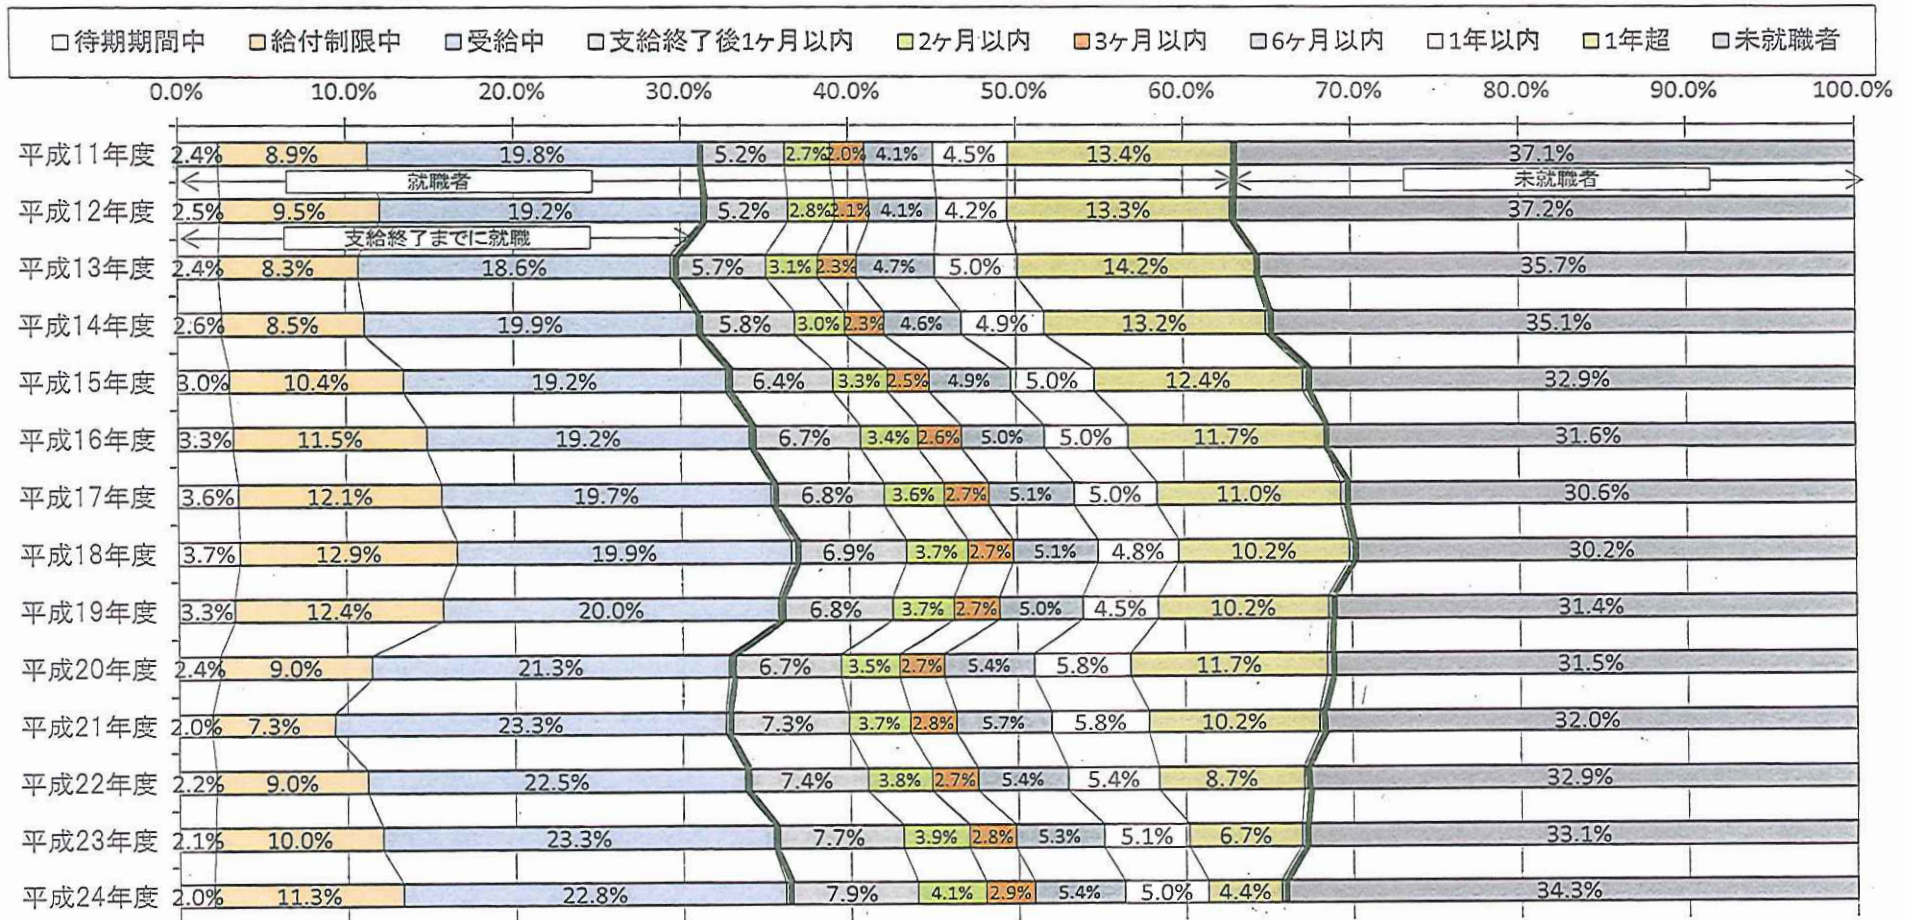 待期期間中 給付制限中 受給中 支給終了後1ヶ月以内 2ヶ月以内 3ヶ月以内 6ヶ月以内 1年以内 1年超 未就職者
0.0% 10.0% 20.0% 30.0% 40.0% 50.0% 60.0% 70.0% 80.0% 90.0% 100.0%
平成11年度 2.4% 8.9% 19.8% 5.2% 2.7% 2.0% 4.1% 4.5% 13.4% 37.1%
就職者 未就職者
平成12年度 2.5% 9.5% 19.2% 5.2% 2.8% 2.1% 4.1% 4.2% 13.3% 37.2%
支給終了までに就職
平成13年度 2.4% 8.3% 18.6% 5.7% 3.1% 2.3% 4.7% 5.0% 14.2% 35.7%
平成14年度 2.6% 8.5% 19.9% 5.8% 3.0% 2.3% 4.6% 4.9% 13.2% 35.1%
平成15年度 3.0% 10.4% 19.2% 6.4% 3.3% 2.5% 4.9% 5.0% 12.4% 32.9%
平成16年度 3.3% 11.5% 19.2% 6.7% 3.4% 2.6% 5.0% 5.0% 11.7% 31.6%
平成17年度 3.6% 12.1% 19.7% 6.8% 3.6% 2.7% 5.1% 5.0% 11.0% 30.6%
平成18年度 3.7% 12.9% 19.9% 6.9% 3.7% 2.7% 5.1% 4.8% 10.2% 30.2%
平成19年度 3.3% 12.4% 20.0% 6.8% 3.7% 2.7% 5.0% 4.5% 10.2% 31.4%
平成20年度 2.4% 9.0% 21.3% 6.7% 3.5% 2.7% 5.4% 5.8% 11.7% 31.5%
平成21年度 2.0% 7.3% 23.3% 7.3% 3.7% 2.8% 5.7% 5.8% 10.2% 32.0%
平成22年度 2.2% 9.0% 22.5% 7.4% 3.8% 2.7% 5.4% 5.4% 8.7% 32.9%
平成23年度 2.1% 10.0% 23.3% 7.7% 3.9% 2.8% 5.3% 5.1% 6.7% 33.1%
平成24年度 2.0% 11.3% 22.8% 7.9% 4.1% 2.9% 5.4% 5.0% 4.4% 34.3%